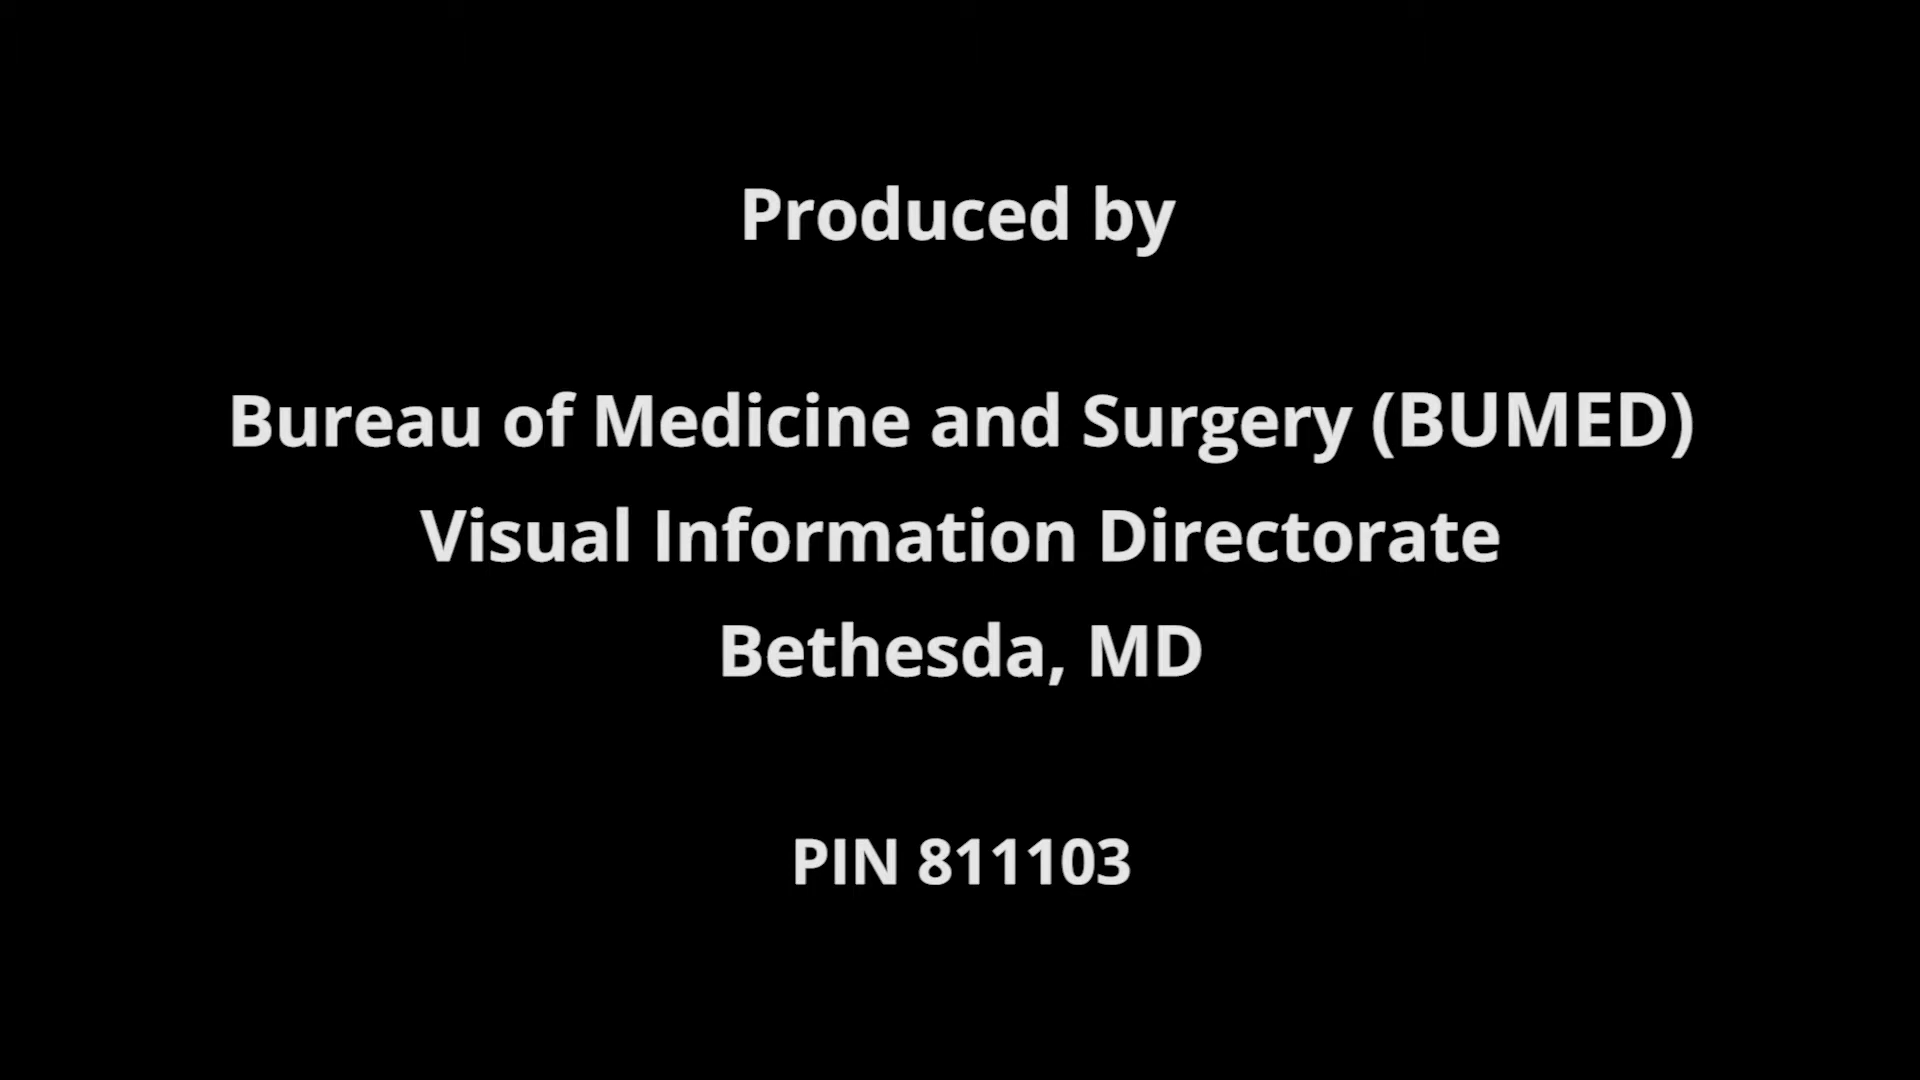 Produced by
Bureau of Medicine and Surgery (BUMED)
Visual Information Directorate
Bethesda, MD
PIN 811103